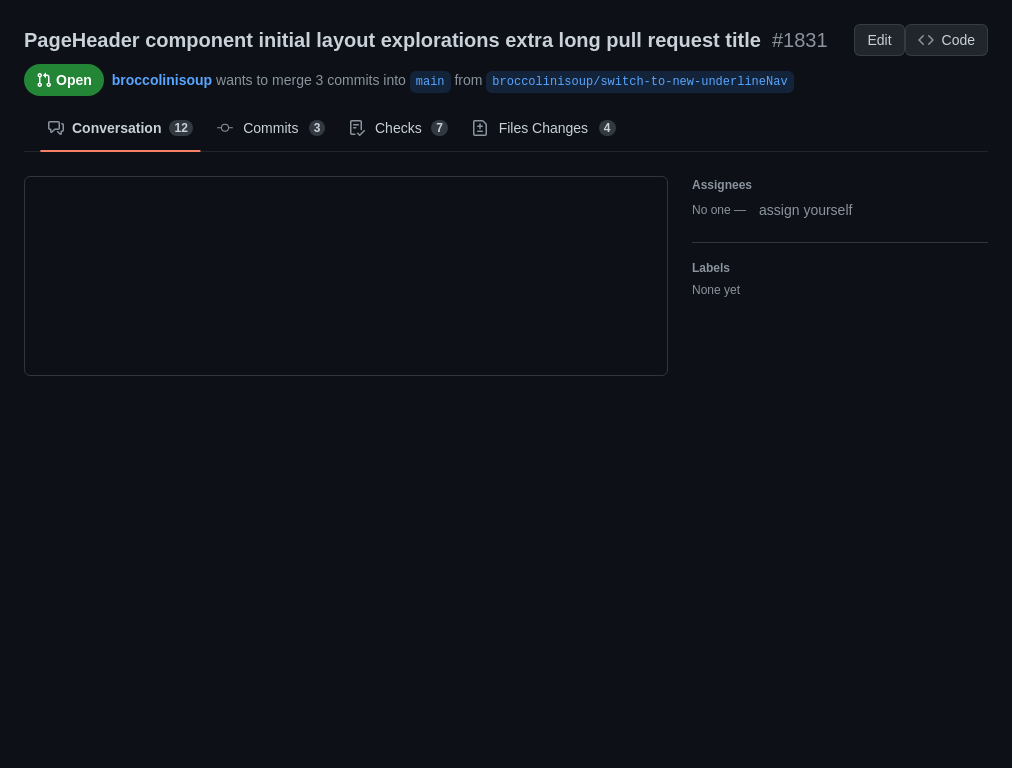 PageHeader component initial layout explorations extra long pull request title #1831 Edit Code
Open broccolinisoup wants to merge 3 commits into main from broccolinisoup/switch-to-new-underlineNav
Conversation 12 Commits 3 Checks 7 Files Changes 4
Assignees
No one — assign yourself
Labels
None yet